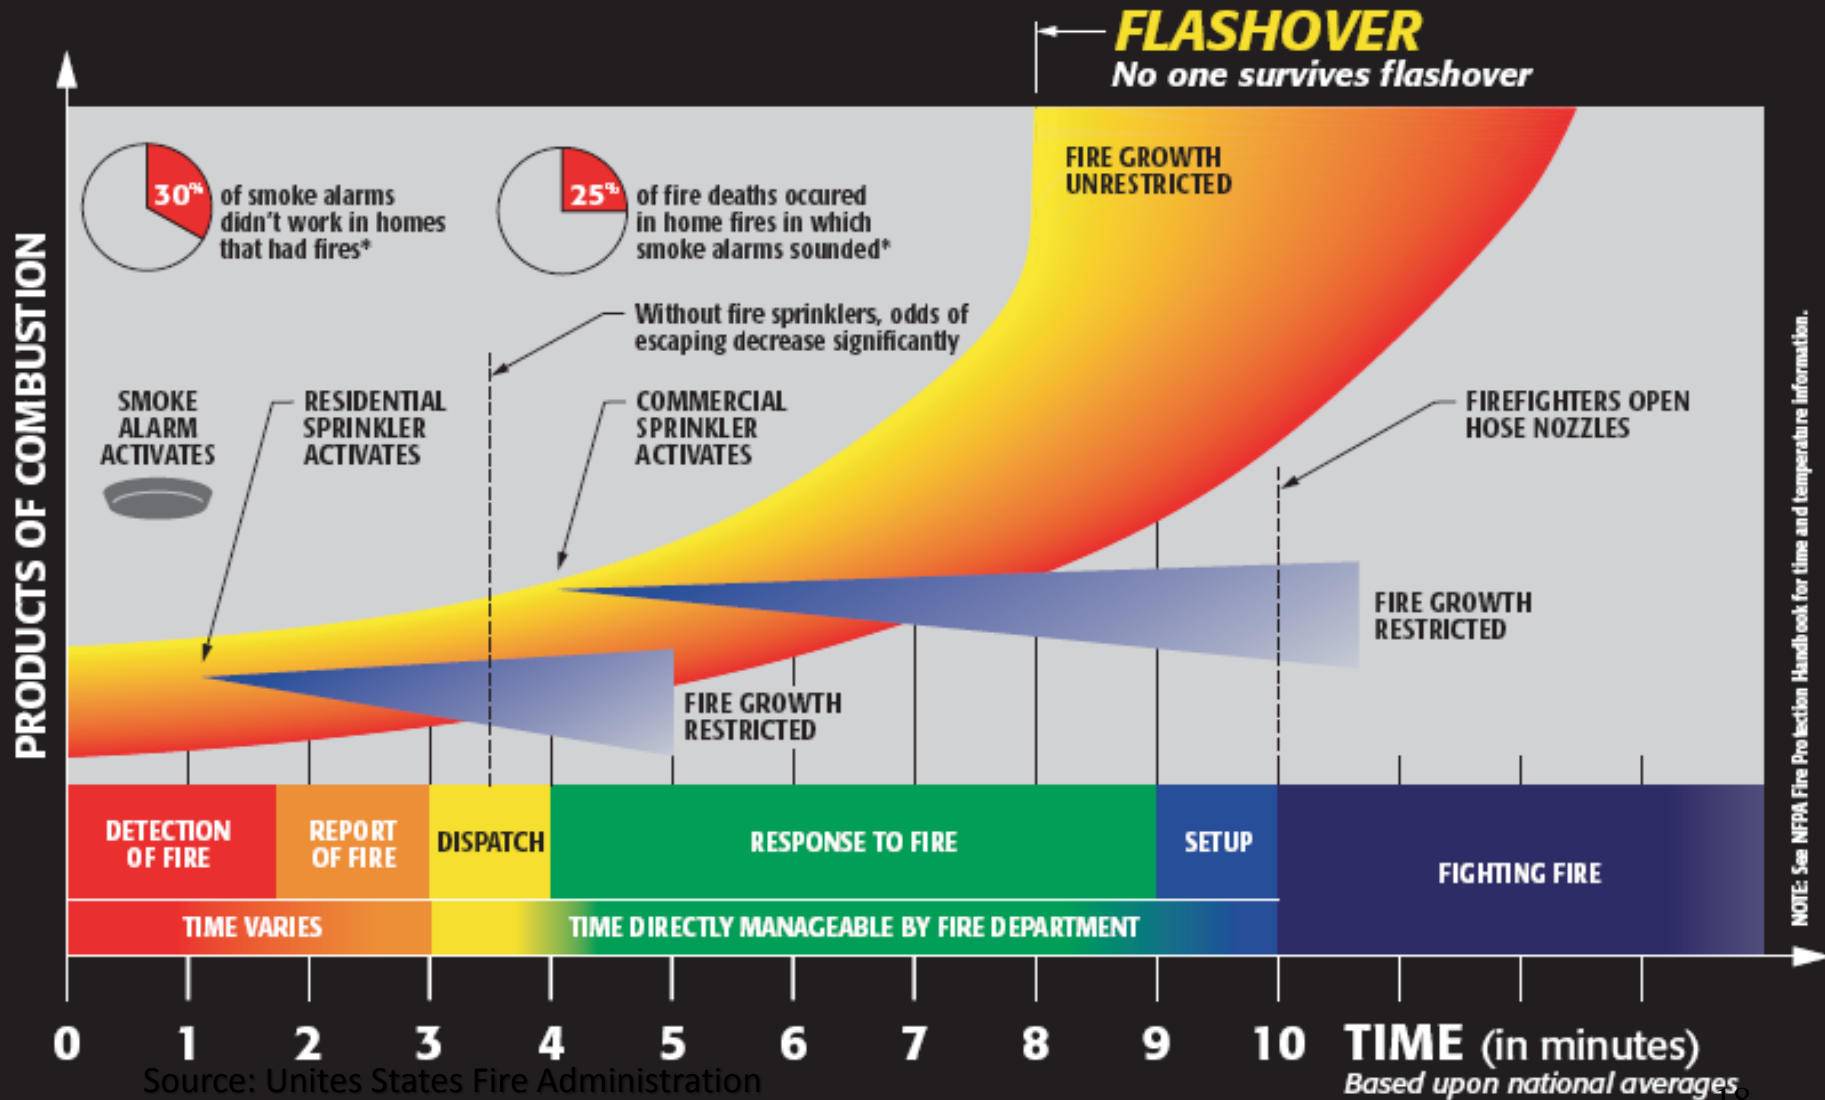 FLASHOVER
No one survives flashover
PRODUCTS OF COMBUSTION
30%
of smoke alarms
didn't work in homes
that had fires*
25%
of fire deaths occured
in home fires in which
smoke alarms sounded*
FIRE GROWTH
UNRESTRICTED
Without fire sprinklers, odds of
escaping decrease significantly
SMOKE
ALARM
ACTIVATES
RESIDENTIAL
SPRINKLER
ACTIVATES
COMMERCIAL
SPRINKLER
ACTIVATES
FIREFIGHTERS OPEN
HOSE NOZZLES
FIRE GROWTH
RESTRICTED
FIRE GROWTH
RESTRICTED
DETECTION
OF FIRE
REPORT
OF FIRE
DISPATCH
RESPONSE TO FIRE
SETUP
FIGHTING FIRE
TIME VARIES
TIME DIRECTLY MANAGEABLE BY FIRE DEPARTMENT
0 1 2 3 4 5 6 7 8 9 10 TIME (in minutes)
Based upon national averages
Source: Unites States Fire Administration
NOTE: See NFPA Fire Protection Handbook for time and temperature information.